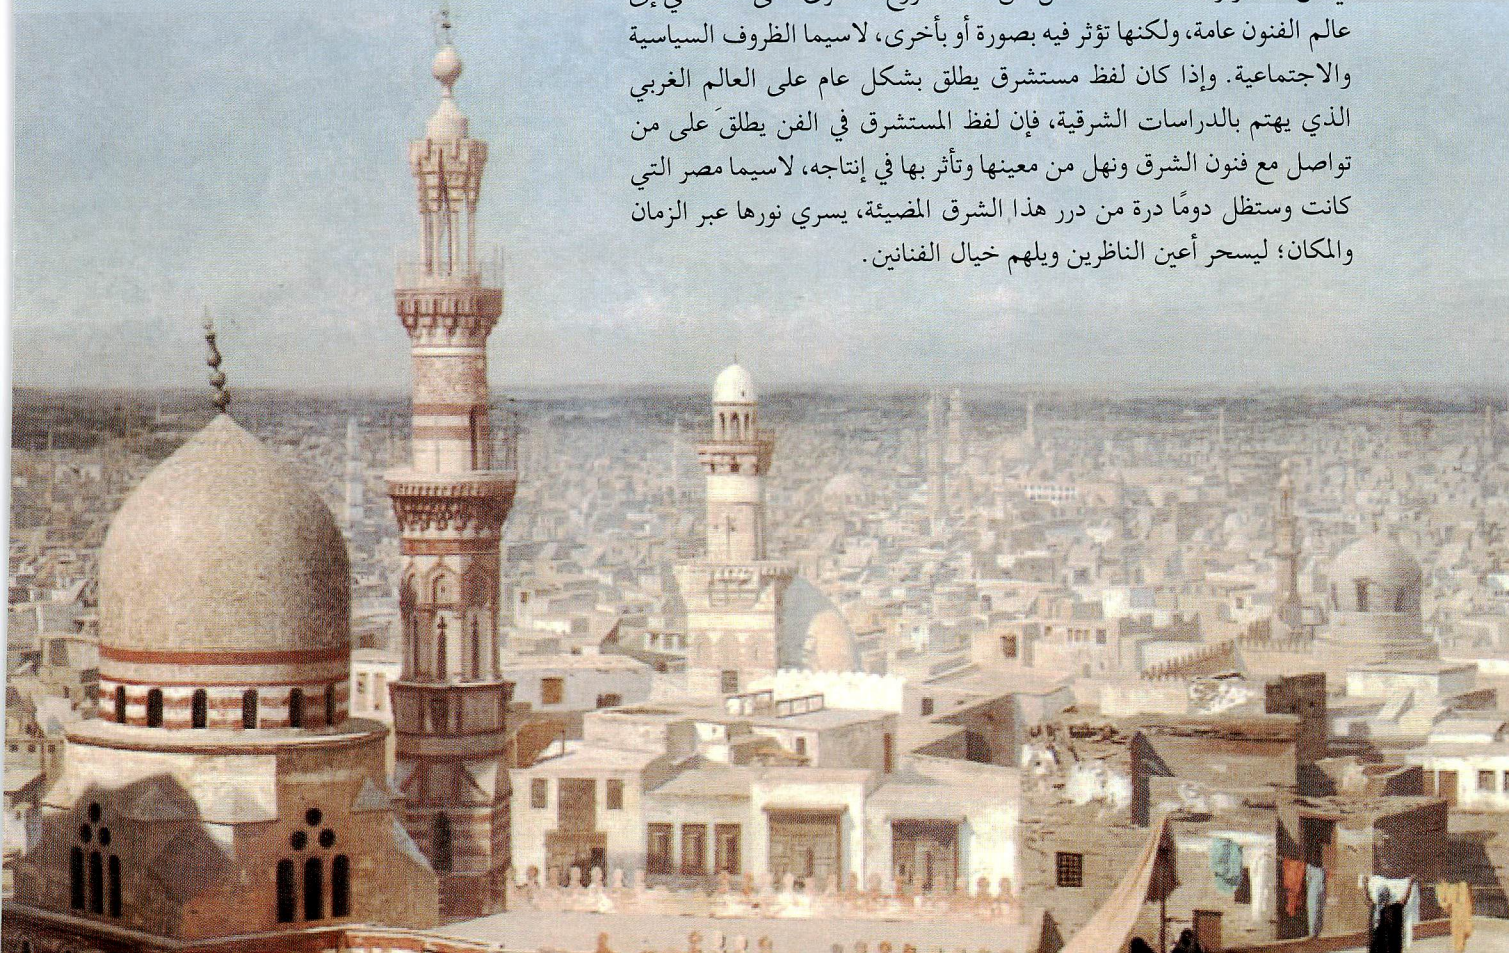 عالم الفنون عامة، ولكنها تؤثر فيه بصورة أو بأخرى، لاسيما الظروف السياسية
والاجتماعية. وإذا كان لفظ مستشرق يطلق بشكل عام على العالم الغربي
الذي يهتم بالدراسات الشرقية، فإن لفظ المستشرق في الفن يطلقَ على من
تواصل مع فنون الشرق ونهل من معينها وتأثر بها في إنتاجه، لاسيما مصر التي
كانت وستظل دومًا درة من درر هذا الشرق المضيئة، يسري نورها عبر الزمان
والمكان؛ ليسحر أعين الناظرين ويلهم خيال الفنانين.